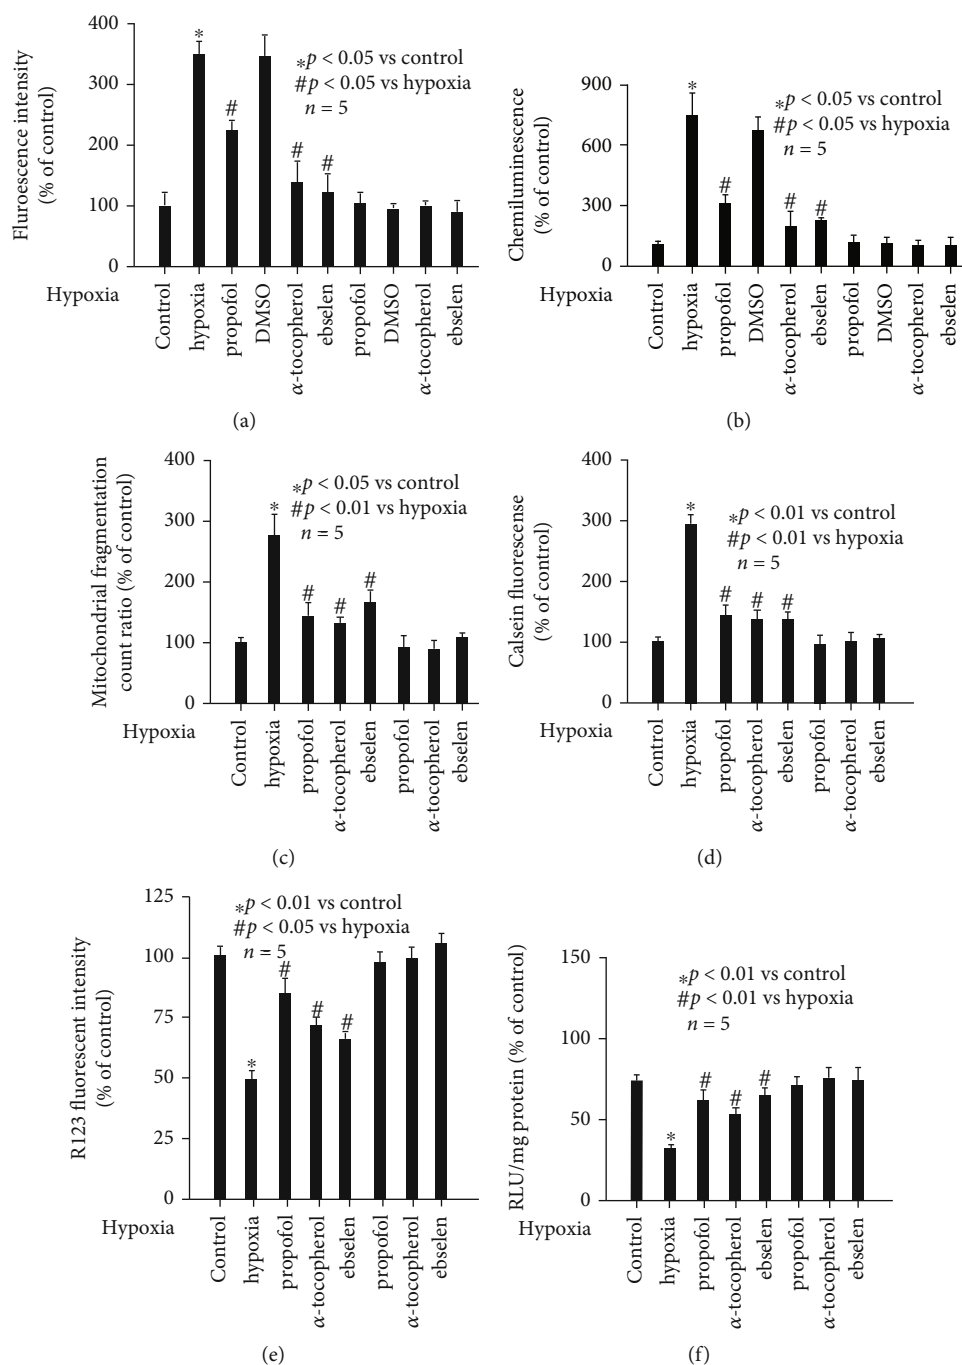 Fluroescence intensity
(% of control)
400
300
200
100
0
*
#
#
#
*p < 0.05 vs control
#p < 0.05 vs hypoxia
n = 5
Hypoxia
Control
hypoxia
propofol
DMSO
α-tocopherol
ebselen
propofol
DMSO
α-tocopherol
ebselen
(a)
Chemiluminescence
(% of control)
900
600
300
0
*
#
#
#
*p < 0.05 vs control
#p < 0.05 vs hypoxia
n = 5
Hypoxia
Control
hypoxia
propofol
DMSO
α-tocopherol
ebselen
propofol
DMSO
α-tocopherol
ebselen
(b)
Mitochondrial fragmentation
count ratio (% of control)
400
300
200
100
0
*
#
#
#
*p < 0.05 vs control
#p < 0.01 vs hypoxia
n = 5
Hypoxia
Control
hypoxia
propofol
α-tocopherol
ebselen
propofol
α-tocopherol
ebselen
(c)
Calsein fluorescense
(% of control)
400
300
200
100
0
*
#
#
#
*p < 0.01 vs control
#p < 0.01 vs hypoxia
n = 5
Hypoxia
Control
hypoxia
propofol
α-tocopherol
ebselen
propofol
α-tocopherol
ebselen
(d)
R123 fluorescent intensity
(% of control)
125
100
75
50
25
0
*
#
#
#
*p < 0.01 vs control
#p < 0.05 vs hypoxia
n = 5
Hypoxia
Control
hypoxia
propofol
α-tocopherol
ebselen
propofol
α-tocopherol
ebselen
(e)
RLU/mg protein (% of control)
150
100
50
0
*
#
#
#
*p < 0.01 vs control
#p < 0.01 vs hypoxia
n = 5
Hypoxia
Control
hypoxia
propofol
α-tocopherol
ebselen
propofol
α-tocopherol
ebselen
(f)